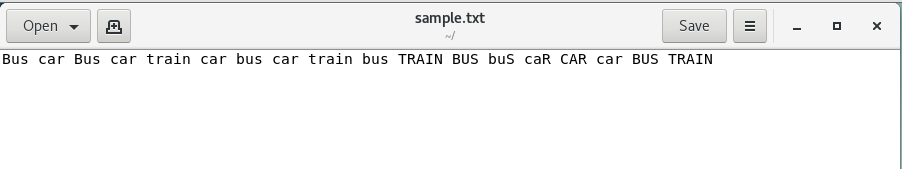 Open
sample.txt
~/
Save
Bus car Bus car train car bus car train bus TRAIN BUS buS caR CAR car BUS TRAIN